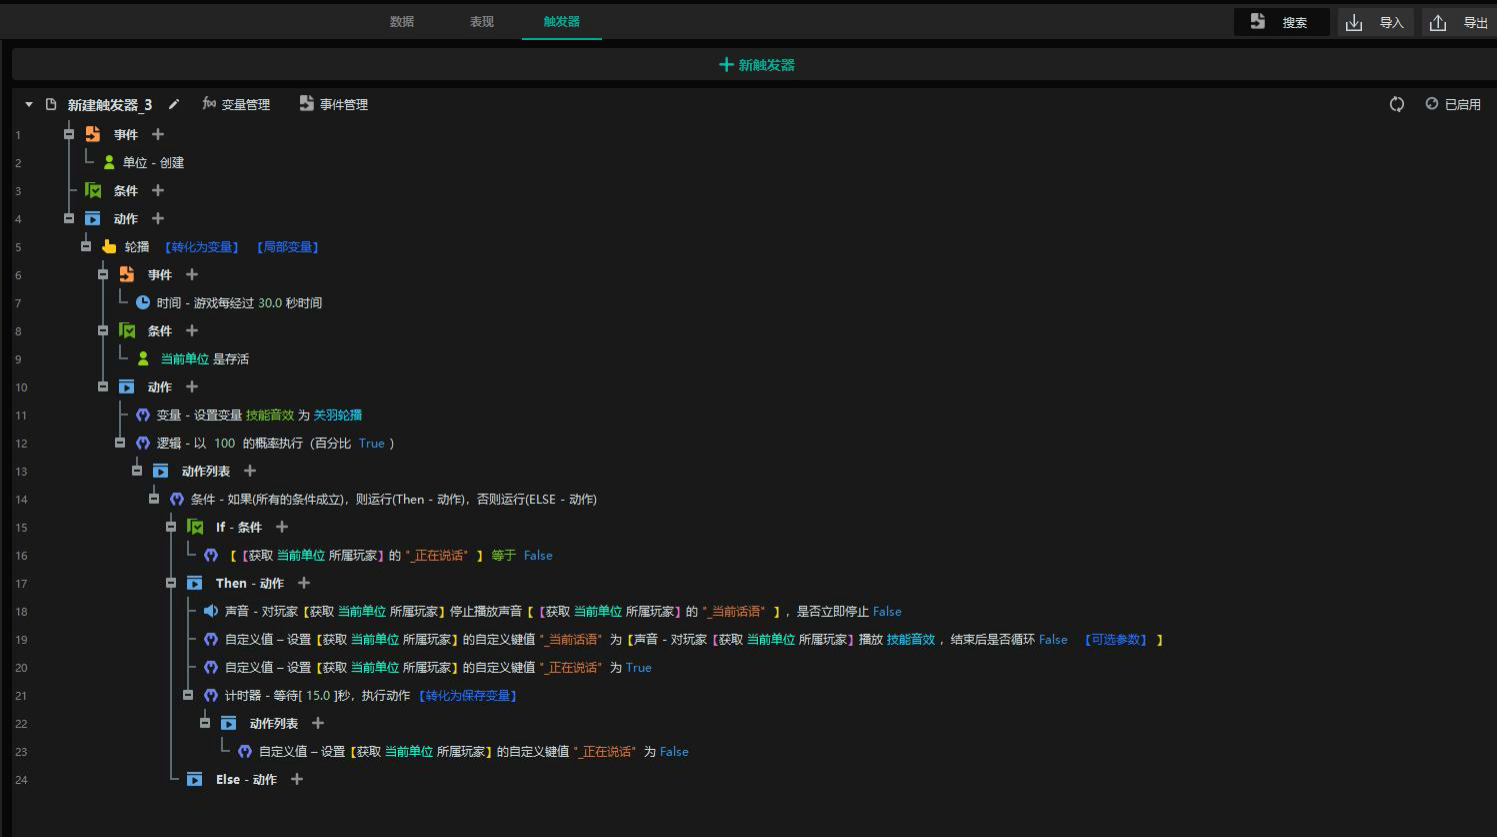 数据 表现 触发器 搜索 导入 导出
新触发器
新建触发器_3 变量管理 事件管理 已启用
1 事件
2 单位 - 创建
3 条件
4 动作
5 轮播 【转化为变量】 【局部变量】
6 事件
7 时间 - 游戏每经过 30.0 秒时间
8 条件
9 当前单位 是存活
10 动作
11 变量 - 设置变量 技能音效 为 关羽轮播
12 逻辑 - 以 100 的概率执行（百分比 True ）
13 动作列表
14 条件 - 如果(所有的条件成立)，则运行(Then - 动作)，否则运行(ELSE - 动作)
15 If - 条件
16 【【获取 当前单位 所属玩家】的 "_正在说话" 】等于 False
17 Then - 动作
18 声音 - 对玩家【获取 当前单位 所属玩家】停止播放声音【【获取 当前单位 所属玩家】的 "_当前话语" 】，是否立即停止 False
19 自定义值 – 设置【获取 当前单位 所属玩家】的自定义键值 "_当前话语" 为【声音 - 对玩家【获取 当前单位 所属玩家】播放 技能音效 ，结束后是否循环 False 【可选参数】 】
20 自定义值 – 设置【获取 当前单位 所属玩家】的自定义键值 "_正在说话" 为 True
21 计时器 - 等待[ 15.0 ]秒，执行动作 【转化为保存变量】
22 动作列表
23 自定义值 – 设置【获取 当前单位 所属玩家】的自定义键值 "_正在说话" 为 False
24 Else - 动作